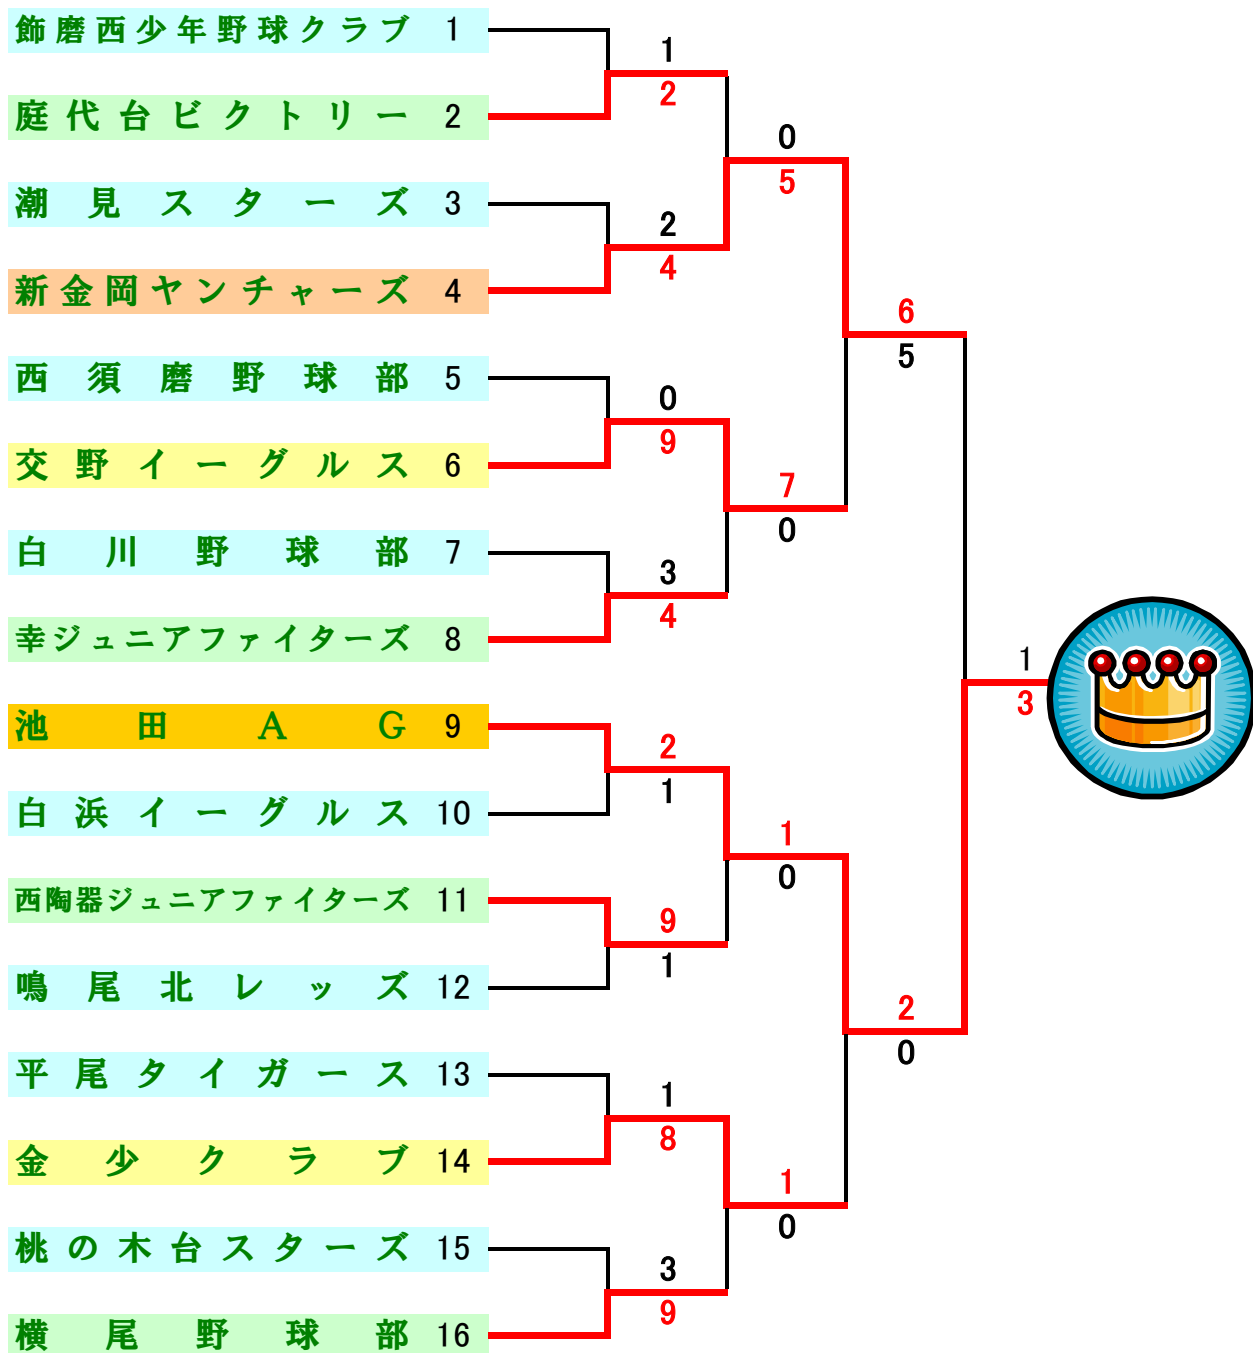 飾磨西少年野球クラブ 1
1
2
庭代台ビクトリー 2
0
5
潮見スターズ 3
2
4
新金岡ヤンチャーズ 4
6
5
西須磨野球部 5
0
9
交野イーグルス 6
7
0
白川野球部 7
3
4
幸ジュニアファイターズ 8
1
3
池田AG 9
2
1
白浜イーグルス 10
1
0
西陶器ジュニアファイターズ 11
9
1
鳴尾北レッズ 12
2
0
平尾タイガース 13
1
8
金少クラブ 14
1
0
桃の木台スターズ 15
3
9
横尾野球部 16